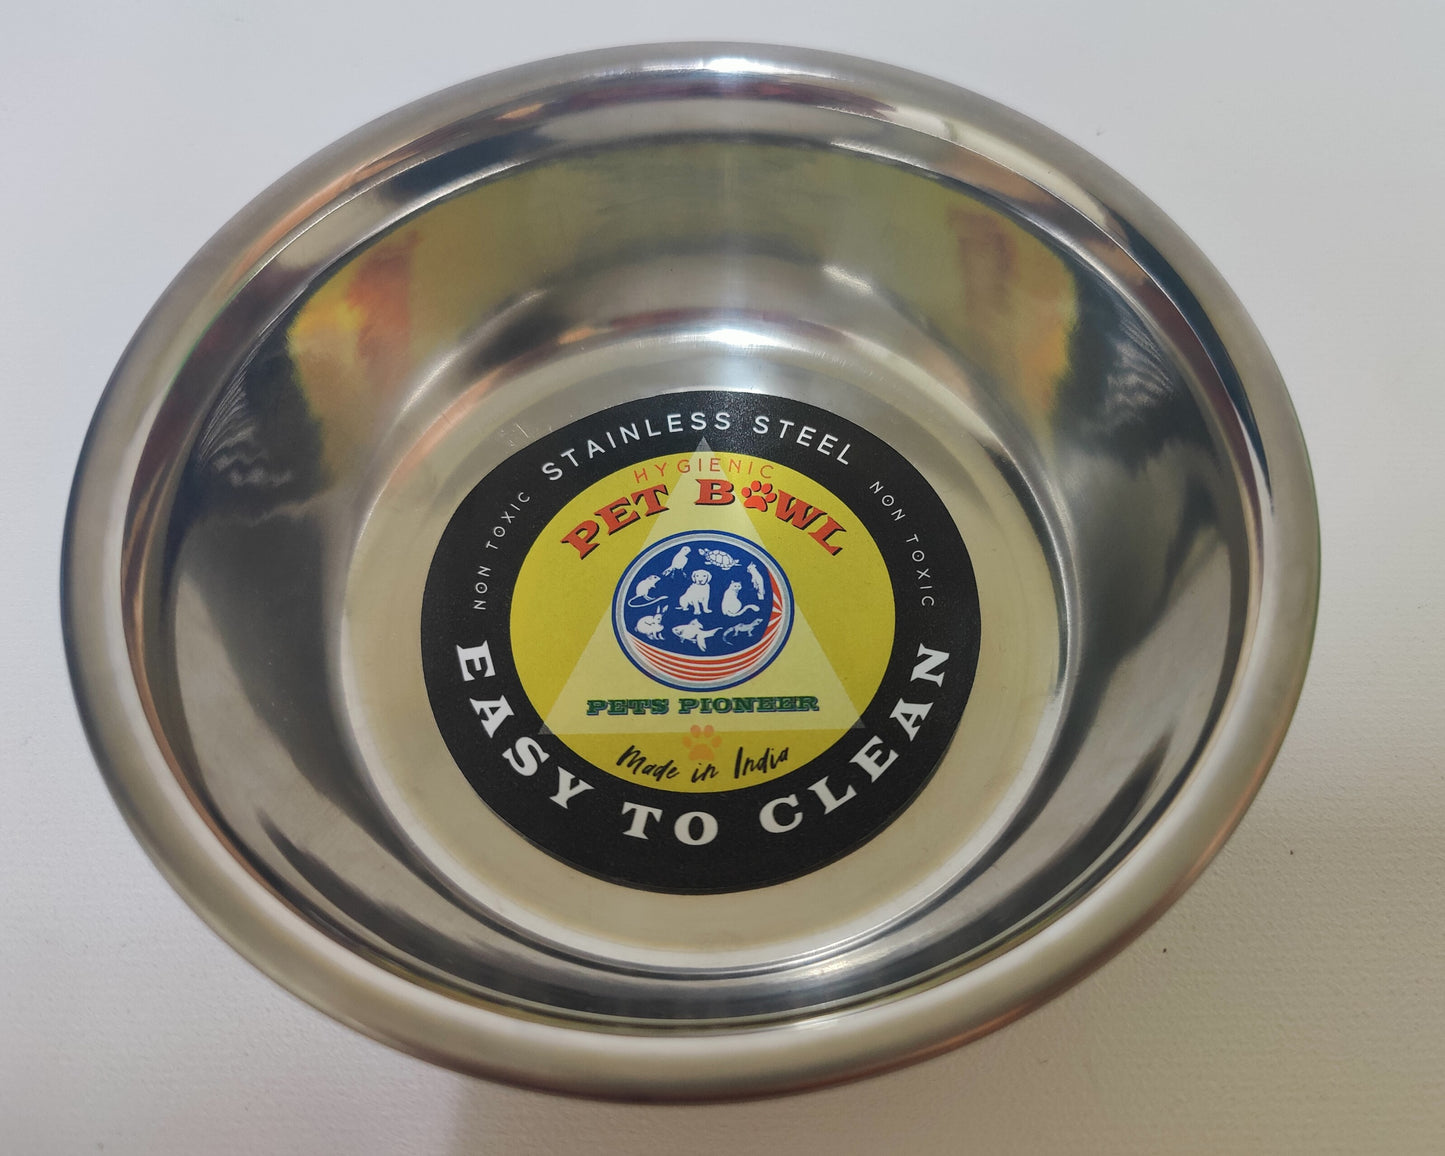 STAINLESS STEEL
NON TOXIC
NON TOXIC
HYGIENIC
PET BOWL
PETS PIONEER
Made in India
EASY TO CLEAN